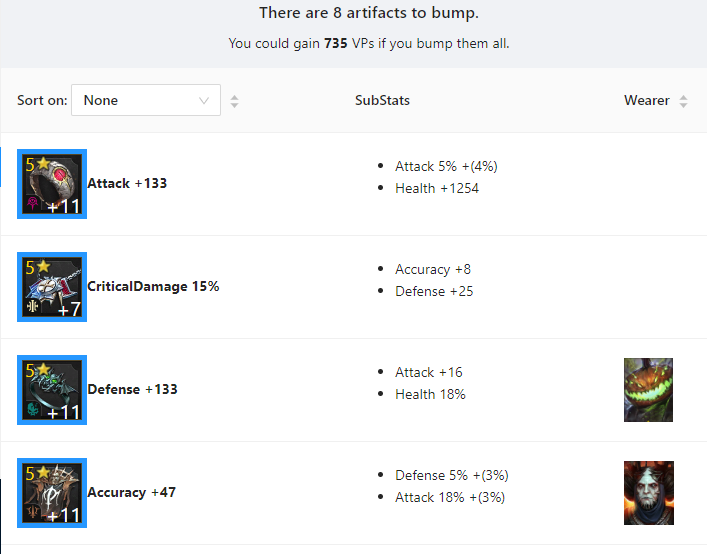 There are 8 artifacts to bump.
You could gain 735 VPs if you bump them all.
Sort on: None SubStats Wearer
5 +11 Attack +133
Attack 5% +(4%)
Health +1254
5 +7 CriticalDamage 15%
Accuracy +8
Defense +25
5 +11 Defense +133
Attack +16
Health 18%
5 +11 Accuracy +47
Defense 5% +(3%)
Attack 18% +(3%)